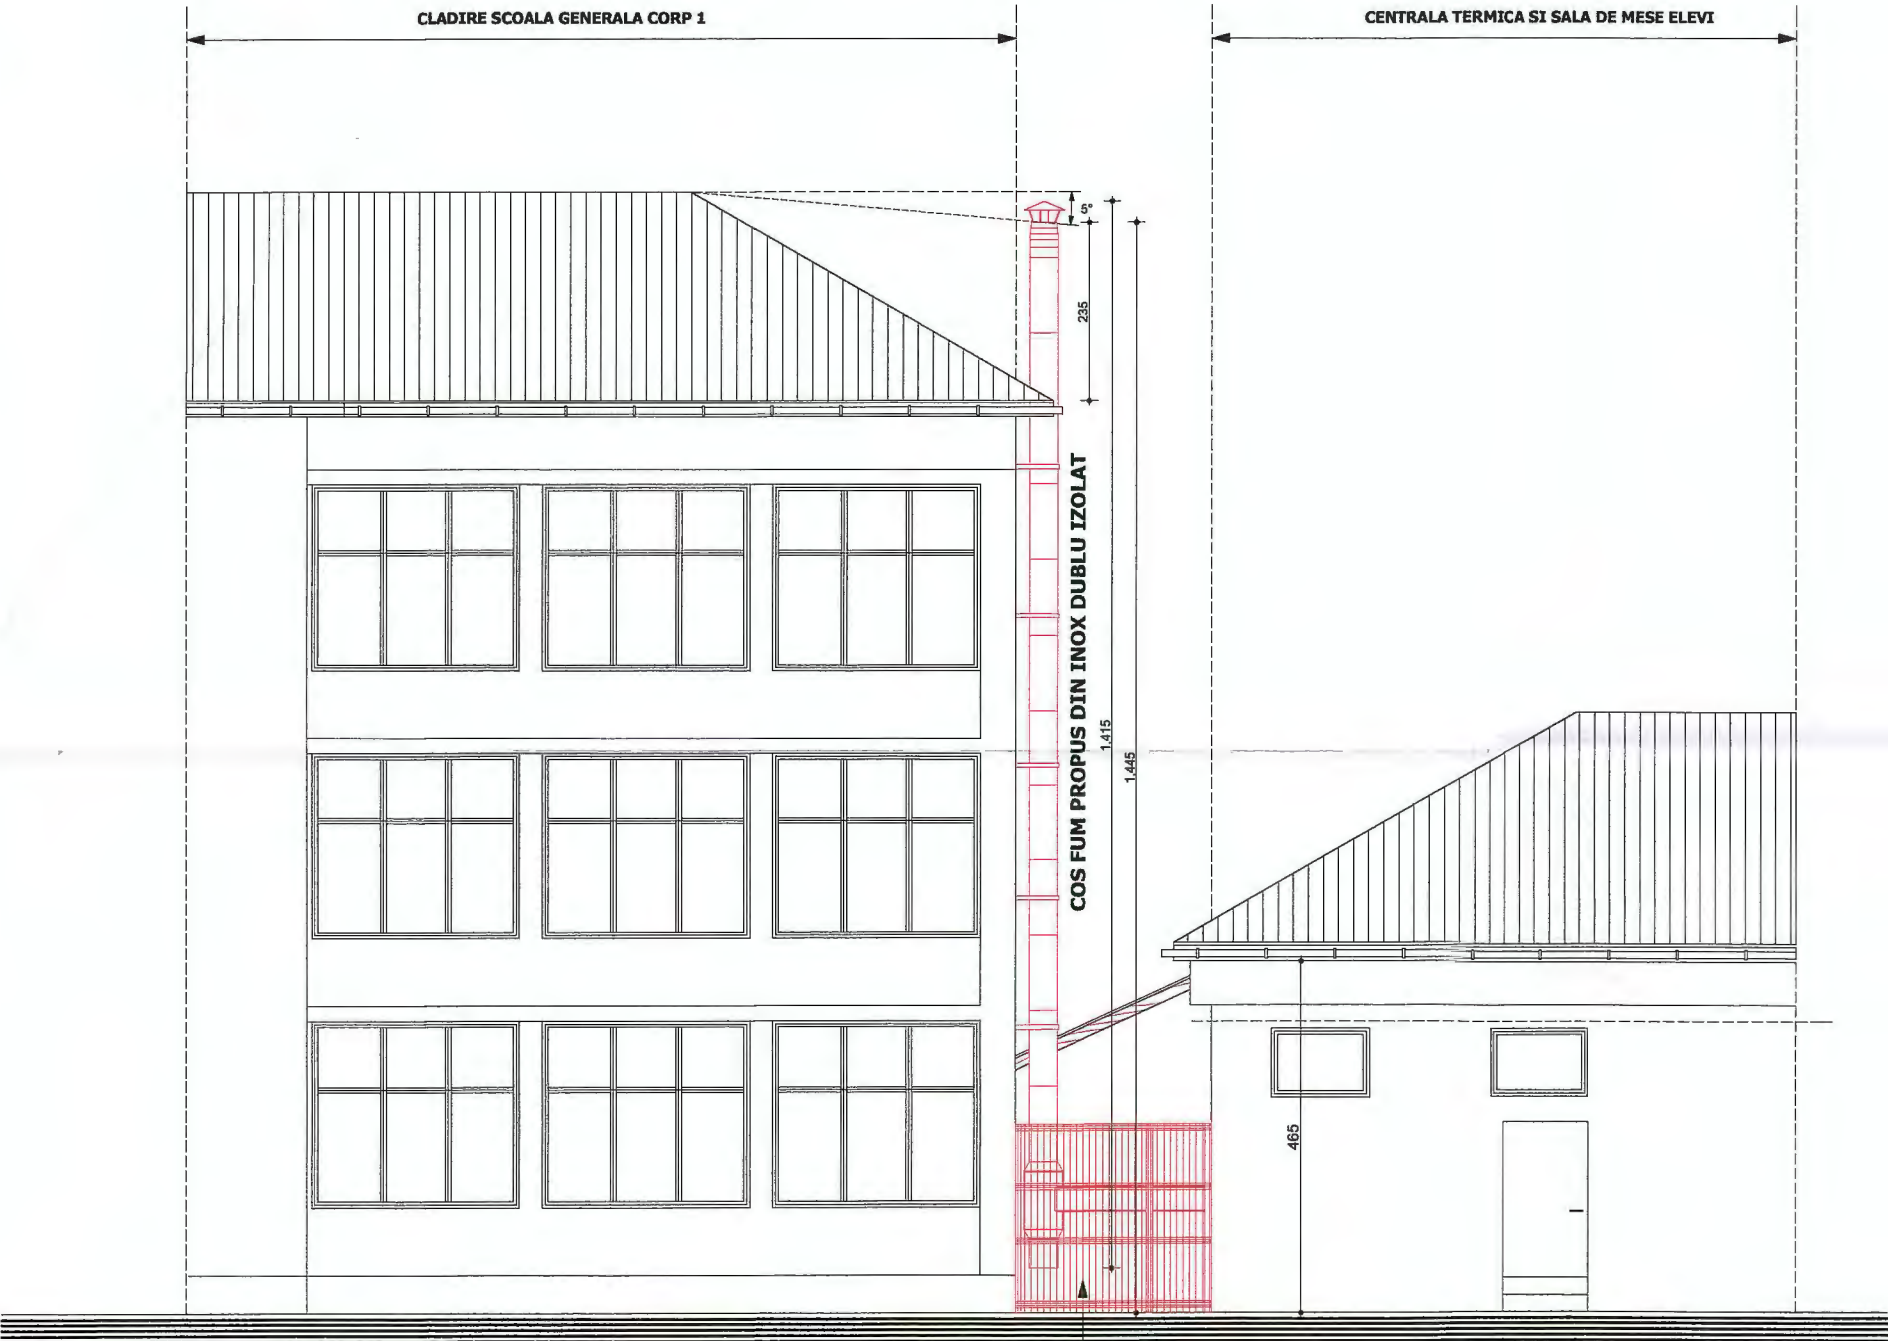 CLADIRE SCOALA GENERALA CORP 1
CENTRALA TERMICA SI SALA DE MESE ELEVI
5°
235
COS FUM PROPUS DIN INOX DUBLU IZOLAT
1.415
1.445
465